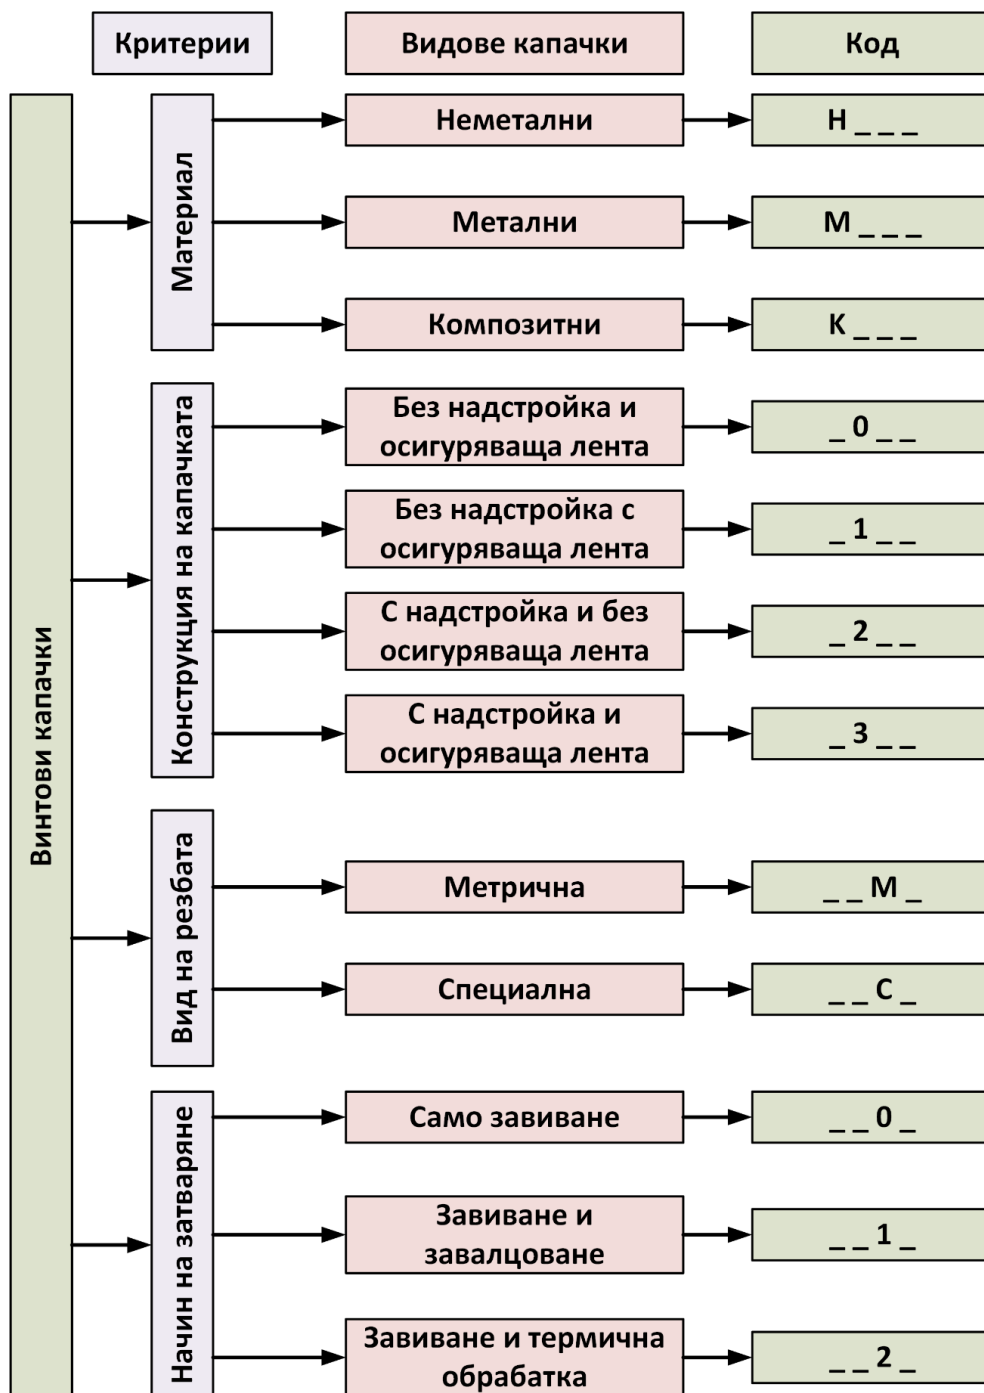 Критерии
Видове капачки
Код
Винтови капачки
Материал
Неметални
Н _ _ _
Метални
М _ _ _
Композитни
К _ _ _
Конструкция на капачката
Без надстройка и
осигуряваща лента
_ 0 _ _
Без надстройка с
осигуряваща лента
_ 1 _ _
С надстройка и без
осигуряваща лента
_ 2 _ _
С надстройка и
осигуряваща лента
_ 3 _ _
Вид на резбата
Метрична
_ _ М _
Специална
_ _ С _
Начин на затваряне
Само завиване
_ _ 0 _
Завиване и
завалцоване
_ _ 1 _
Завиване и термична
обрабатка
_ _ 2 _